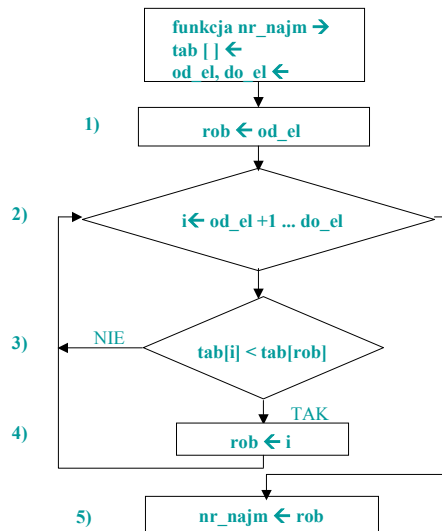 funkcja nr_najm →
tab [ ] ←
od_el, do_el ←
1)
rob ← od_el
2)
i← od_el +1 ... do_el
3)
NIE
tab[i] < tab[rob]
TAK
4)
rob ← i
5)
nr_najm ← rob